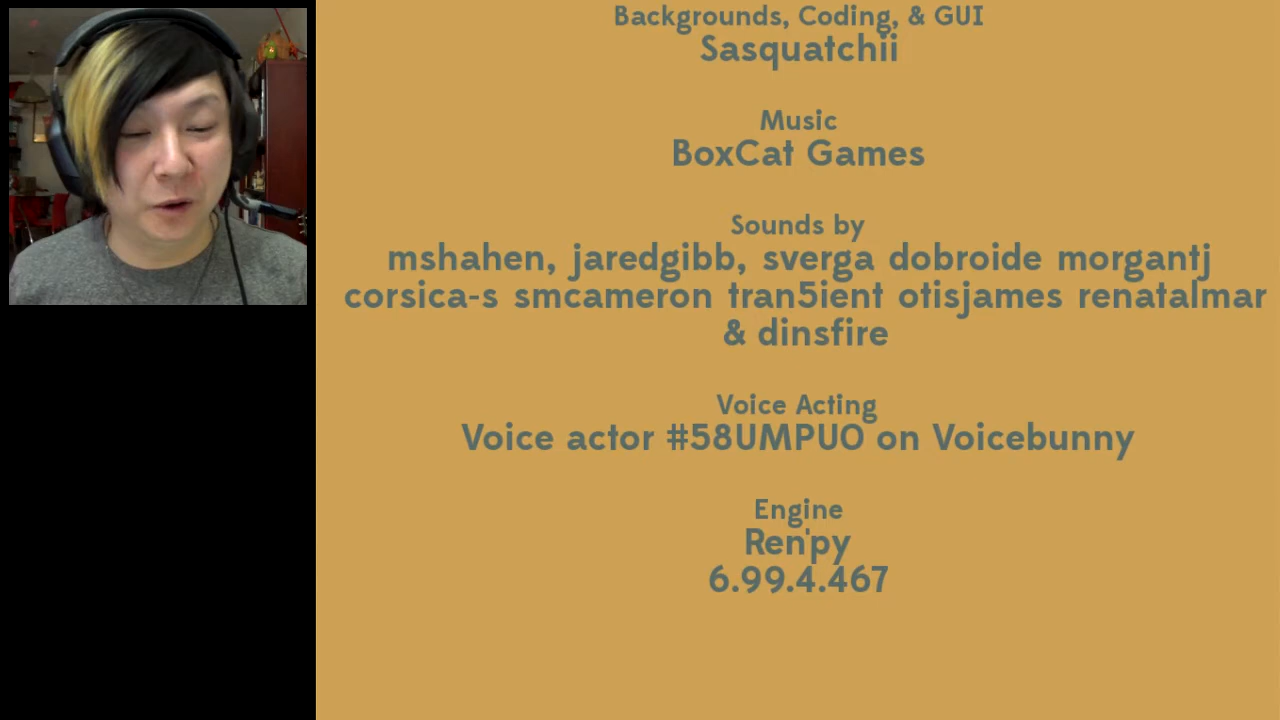 Backgrounds, Coding, & GUI
Sasquatchii
Music
BoxCat Games
Sounds by
mshahen, jaredgibb, sverga dobroide morgantj
corsica-s smcameron tran5ient otisjames renatalmar
& dinsfire
Voice Acting
Voice actor #58UMPUO on Voicebunny
Engine
Ren'py
6.99.4.467